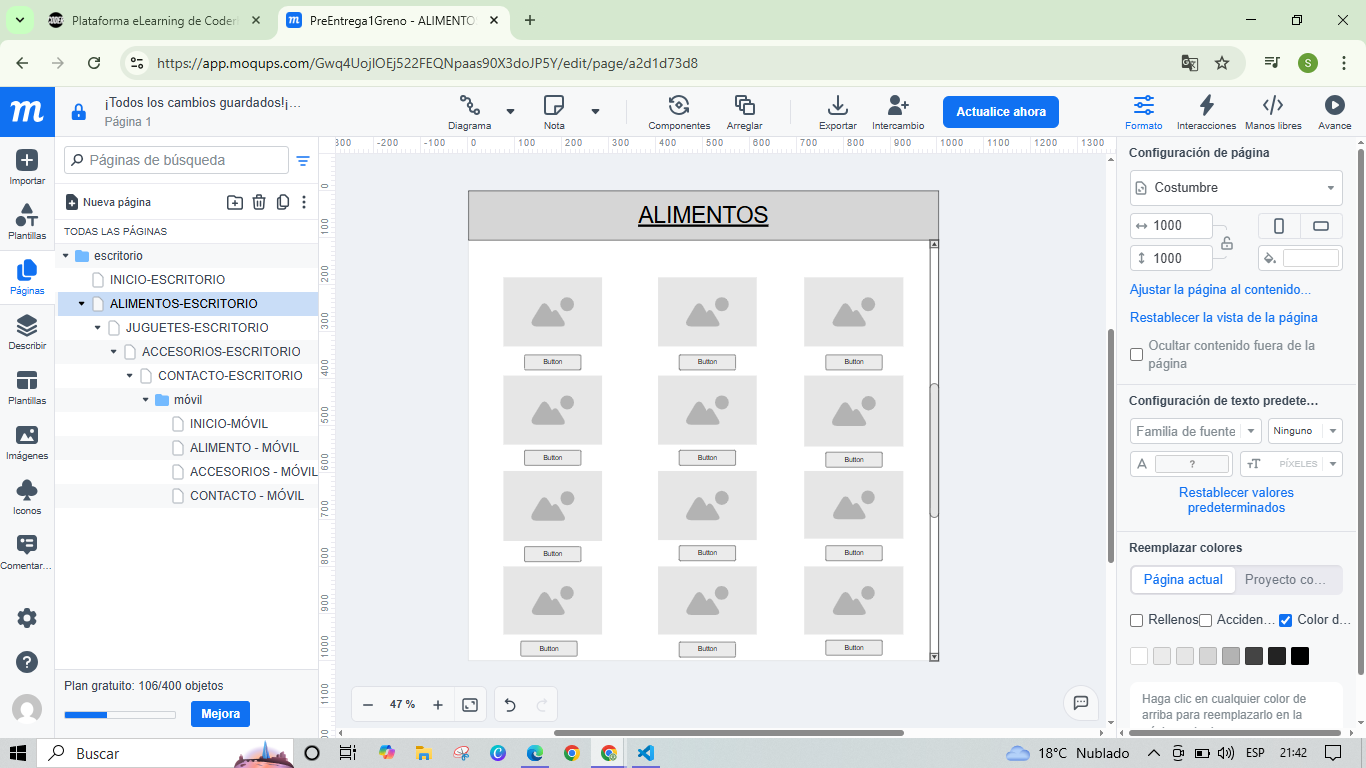 Plataforma eLearning de Coderh
PreEntrega1Greno - ALIMENTOS
https://app.moqups.com/Gwq4UojIOEj522FEQNpaas90X3doJP5Y/edit/page/a2d1d73d8
S
m
¡Todos los cambios guardados!¡…
Página 1
Diagrama
Nota
Componentes
Arreglar
Exportar
Intercambio
Actualice ahora
Formato
Interacciones
Manos libres
Avance
Importar
Plantillas
Páginas
Describir
Plantillas
Imágenes
Iconos
Comentar…
Páginas de búsqueda
Nueva página
TODAS LAS PÁGINAS
escritorio
INICIO-ESCRITORIO
ALIMENTOS-ESCRITORIO
JUGUETES-ESCRITORIO
ACCESORIOS-ESCRITORIO
CONTACTO-ESCRITORIO
móvil
INICIO-MÓVIL
ALIMENTO - MÓVIL
ACCESORIOS - MÓVIL
CONTACTO - MÓVIL
Plan gratuito: 106/400 objetos
Mejora
300 -200 -100 0 100 200 300 400 500 600 700 800 900 1000 1100 1200 1300
0 100 200 300 400 500 600 700 800 900 1000 1100
ALIMENTOS
Button Button Button
Button Button Button
Button Button Button
Button Button Button
47 %
Configuración de página
Costumbre
1000
1000
Ajustar la página al contenido...
Restablecer la vista de la página
Ocultar contenido fuera de la
página
Configuración de texto predete…
Familia de fuente
Ninguno
A
?
TT
PÍXELES
Restablecer valores
predeterminados
Reemplazar colores
Página actual
Proyecto co…
Rellenos
Acciden…
Color d…
Haga clic en cualquier color de
arriba para reemplazarlo en la
Buscar
18°C Nublado
ESP
21:42